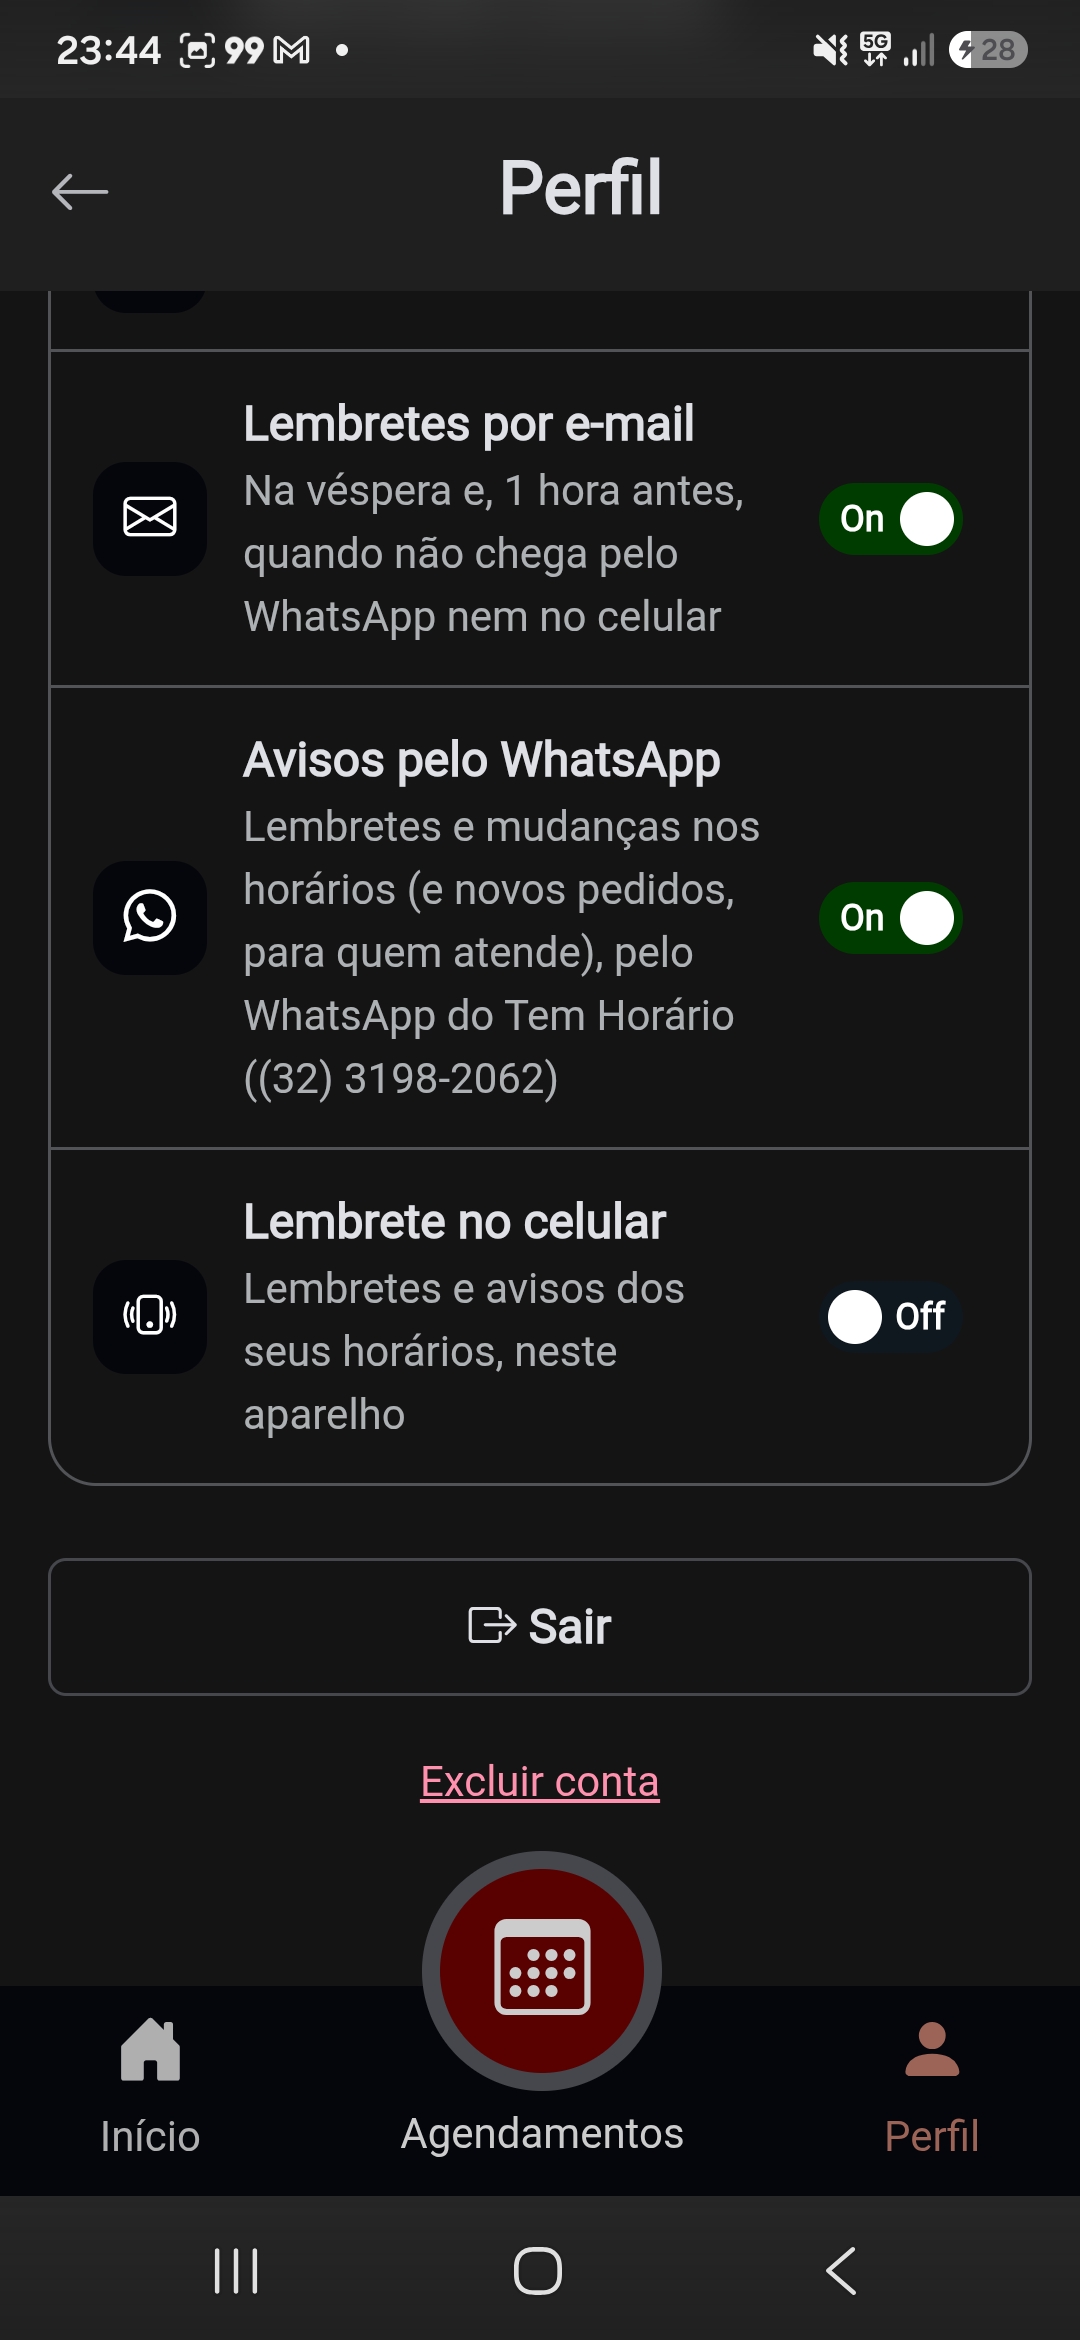 23:44 99
5G 28
Perfil
Lembretes por e-mail
Na véspera e, 1 hora antes,
quando não chega pelo
WhatsApp nem no celular
On
Avisos pelo WhatsApp
Lembretes e mudanças nos
horários (e novos pedidos,
para quem atende), pelo
WhatsApp do Tem Horário
((32) 3198-2062)
On
Lembrete no celular
Lembretes e avisos dos
seus horários, neste
aparelho
Off
Sair
Excluir conta
Início
Agendamentos
Perfil